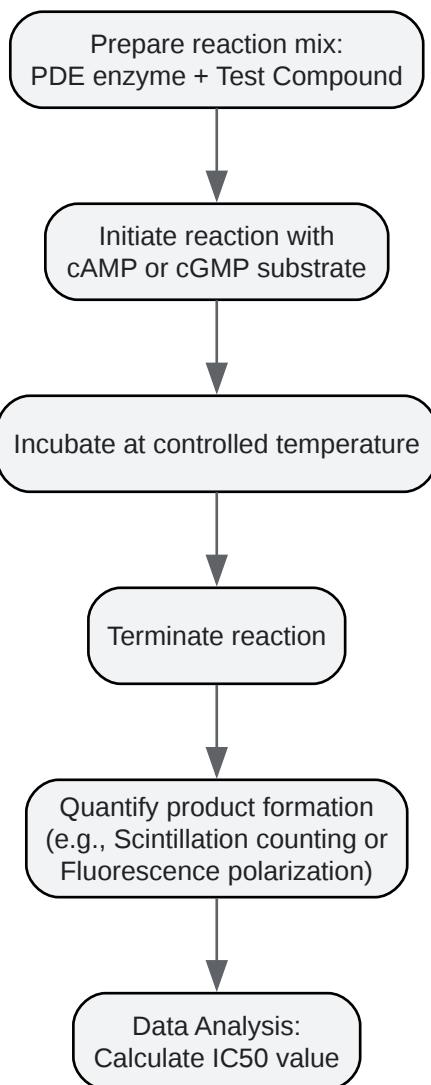 Prepare reaction mix:
PDE enzyme + Test Compound
Initiate reaction with
cAMP or cGMP substrate
Incubate at controlled temperature
Terminate reaction
Quantify product formation
(e.g., Scintillation counting or
Fluorescence polarization)
Data Analysis:
Calculate IC50 value